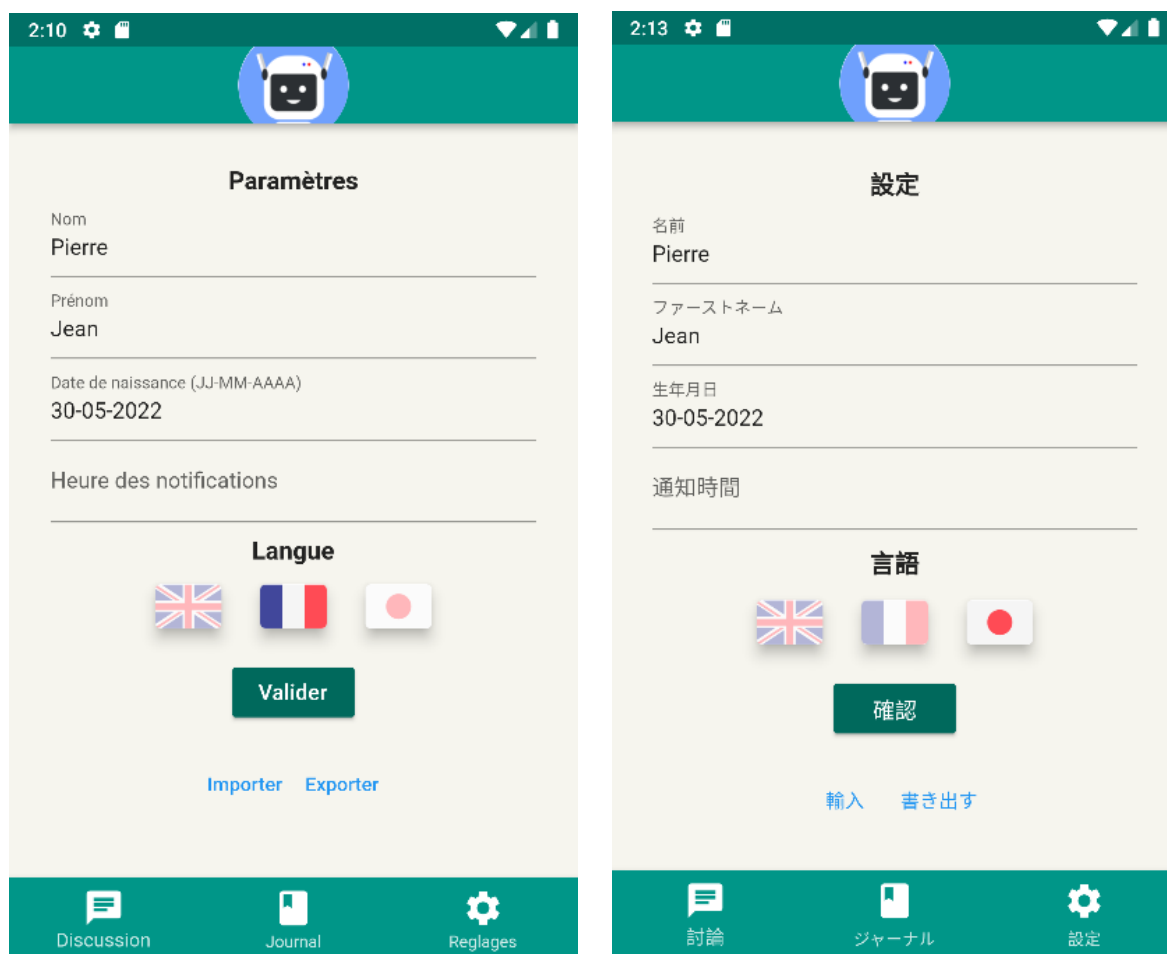 2:10
Paramètres
Nom
Pierre
Prénom
Jean
Date de naissance (JJ-MM-AAAA)
30-05-2022
Heure des notifications
Langue
Valider
Importer Exporter
Discussion Journal Reglages
2:13
設定
名前
Pierre
ファーストネーム
Jean
生年月日
30-05-2022
通知時間
言語
確認
輸入 書き出す
討論 ジャーナル 設定